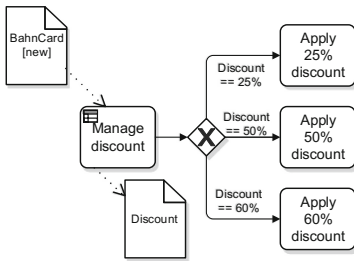 BahnCard
[new]
Manage
discount
Discount
Discount
== 25%
Discount
== 50%
Discount
== 60%
Apply
25%
discount
Apply
50%
discount
Apply
60%
discount